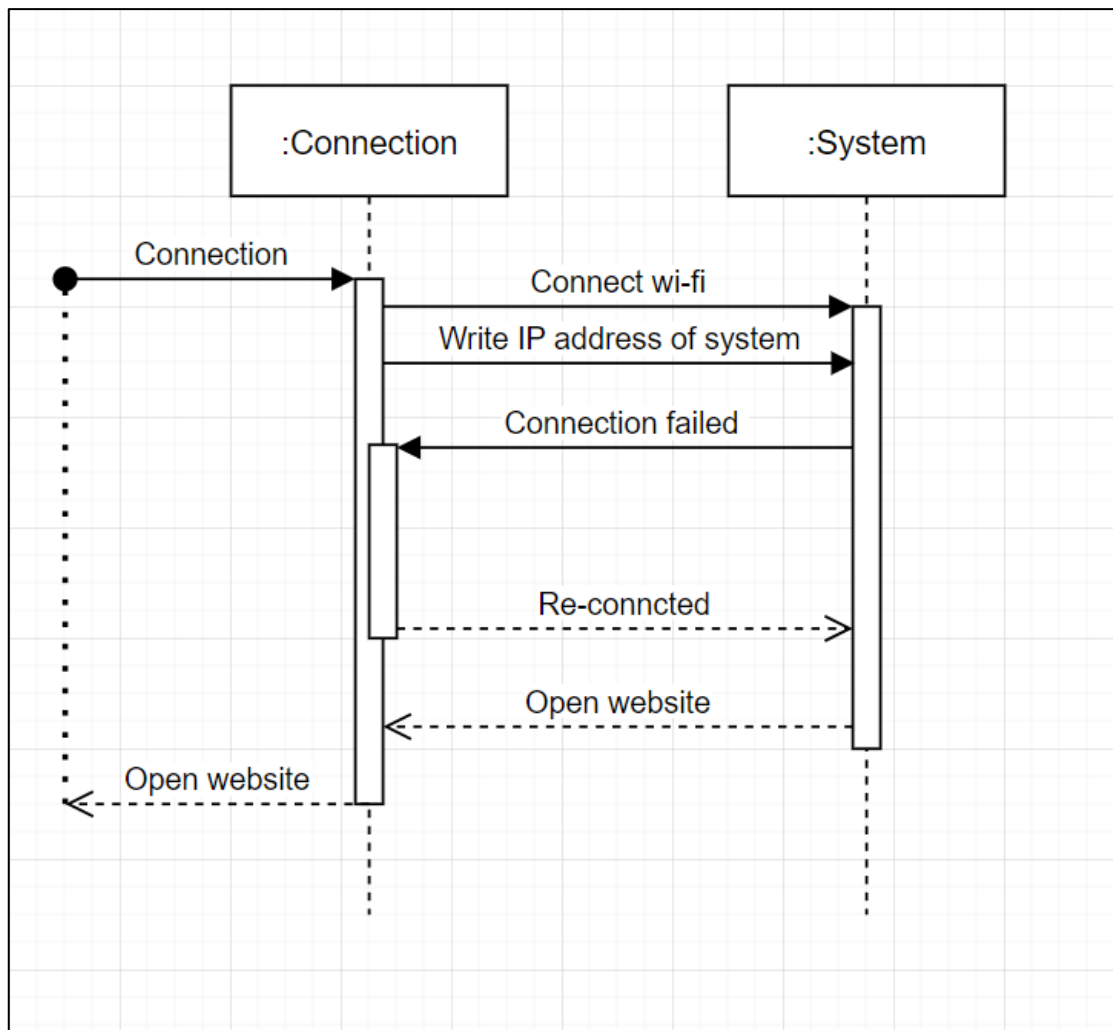 :Connection
:System
Connection
Connect wi-fi
Write IP address of system
Connection failed
Re-conncted
Open website
Open website